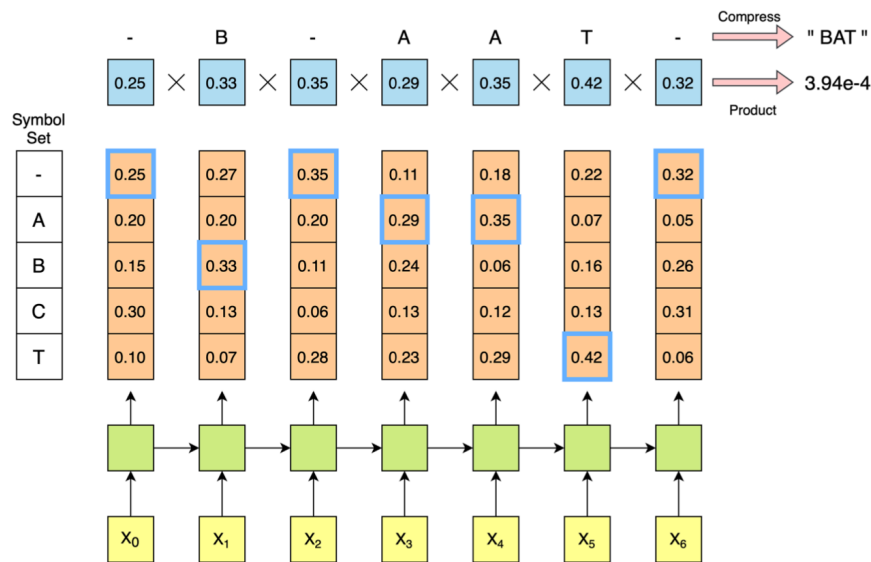 - B - A A T - Compress " BAT "
0.25 × 0.33 × 0.35 × 0.29 × 0.35 × 0.42 × 0.32 Product 3.94e-4
Symbol
Set
- 0.25 0.27 0.35 0.11 0.18 0.22 0.32
A 0.20 0.20 0.20 0.29 0.35 0.07 0.05
B 0.15 0.33 0.11 0.24 0.06 0.16 0.26
C 0.30 0.13 0.06 0.13 0.12 0.13 0.31
T 0.10 0.07 0.28 0.23 0.29 0.42 0.06
X₀ X₁ X₂ X₃ X₄ X₅ X₆